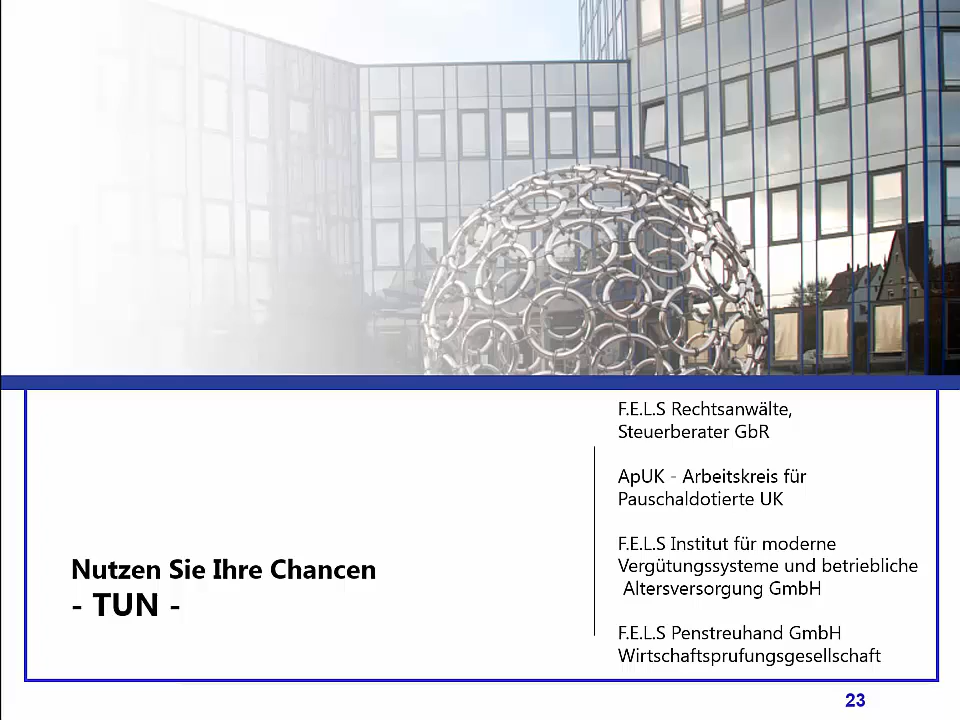 Nutzen Sie Ihre Chancen
- TUN -
F.E.L.S Rechtsanwälte,
Steuerberater GbR
ApUK - Arbeitskreis für
Pauschaldotierte UK
F.E.L.S Institut für moderne
Vergütungssysteme und betriebliche
Altersversorgung GmbH
F.E.L.S Penstreuhand GmbH
Wirtschaftsprufungsgesellschaft
23